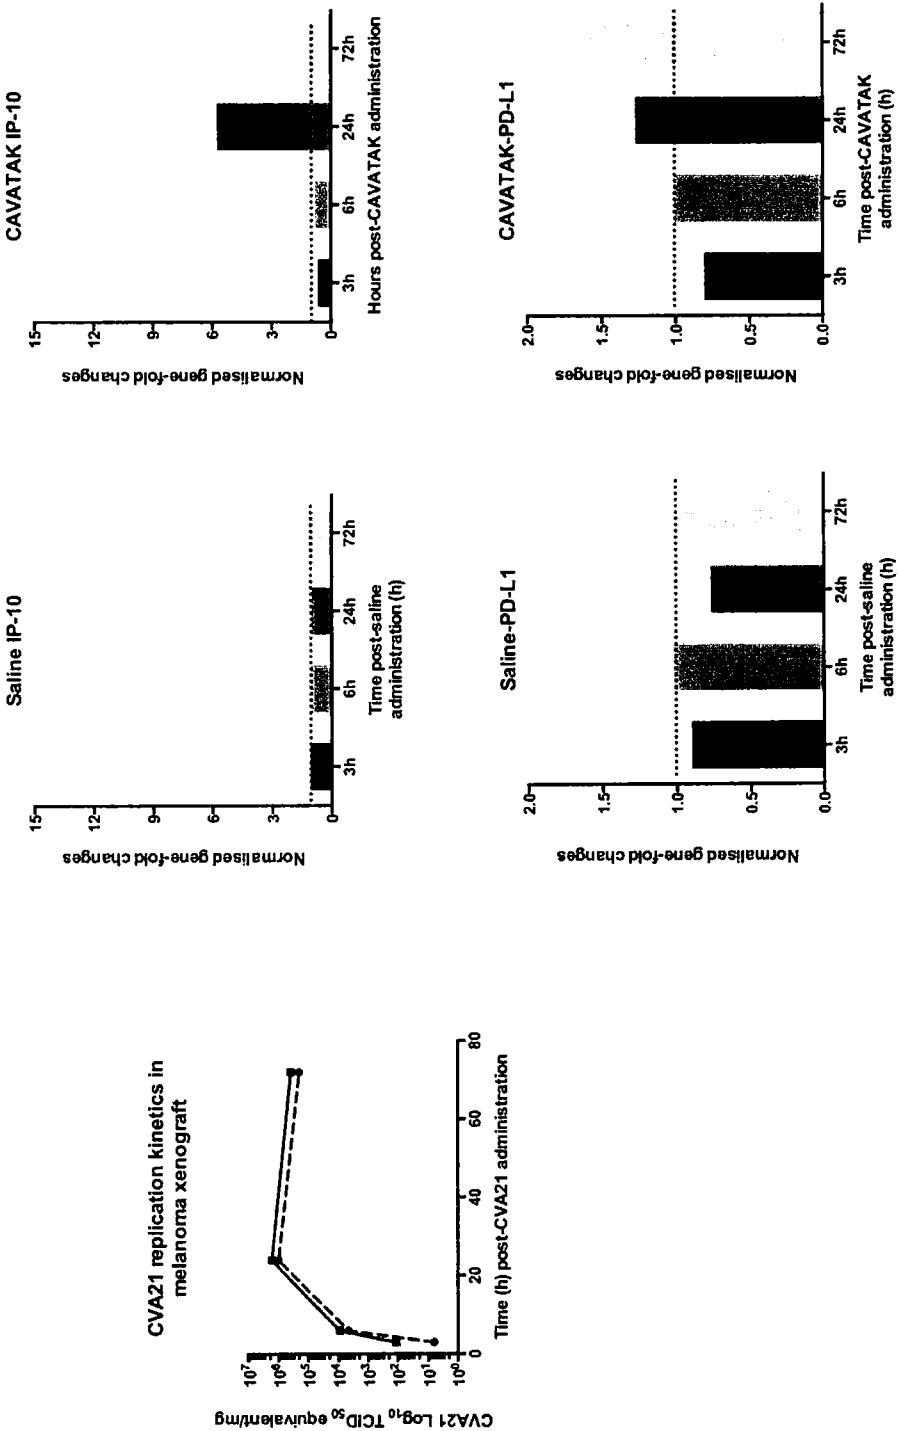 CVA21 replication kinetics in
melanoma xenograft
CVA21 Log10 TCID50 equivalent/mg
10^7
10^6
10^5
10^4
10^3
10^2
10^1
10^0
0
20
40
60
80
Time (h) post-CVA21 administration
Saline IP-10
Normalised gene-fold changes
15
12
9
6
3
0
3h
6h
24h
72h
Time post-saline
administration (h)
CAVATAK IP-10
Normalised gene-fold changes
15
12
9
6
3
0
3h
6h
24h
72h
Hours post-CAVATAK administration
Saline-PD-L1
Normalised gene-fold changes
2.0
1.5
1.0
0.5
0.0
3h
6h
24h
72h
Time post-saline
administration (h)
CAVATAK-PD-L1
Normalised gene-fold changes
2.0
1.5
1.0
0.5
0.0
3h
6h
24h
72h
Time post-CAVATAK
administration (h)